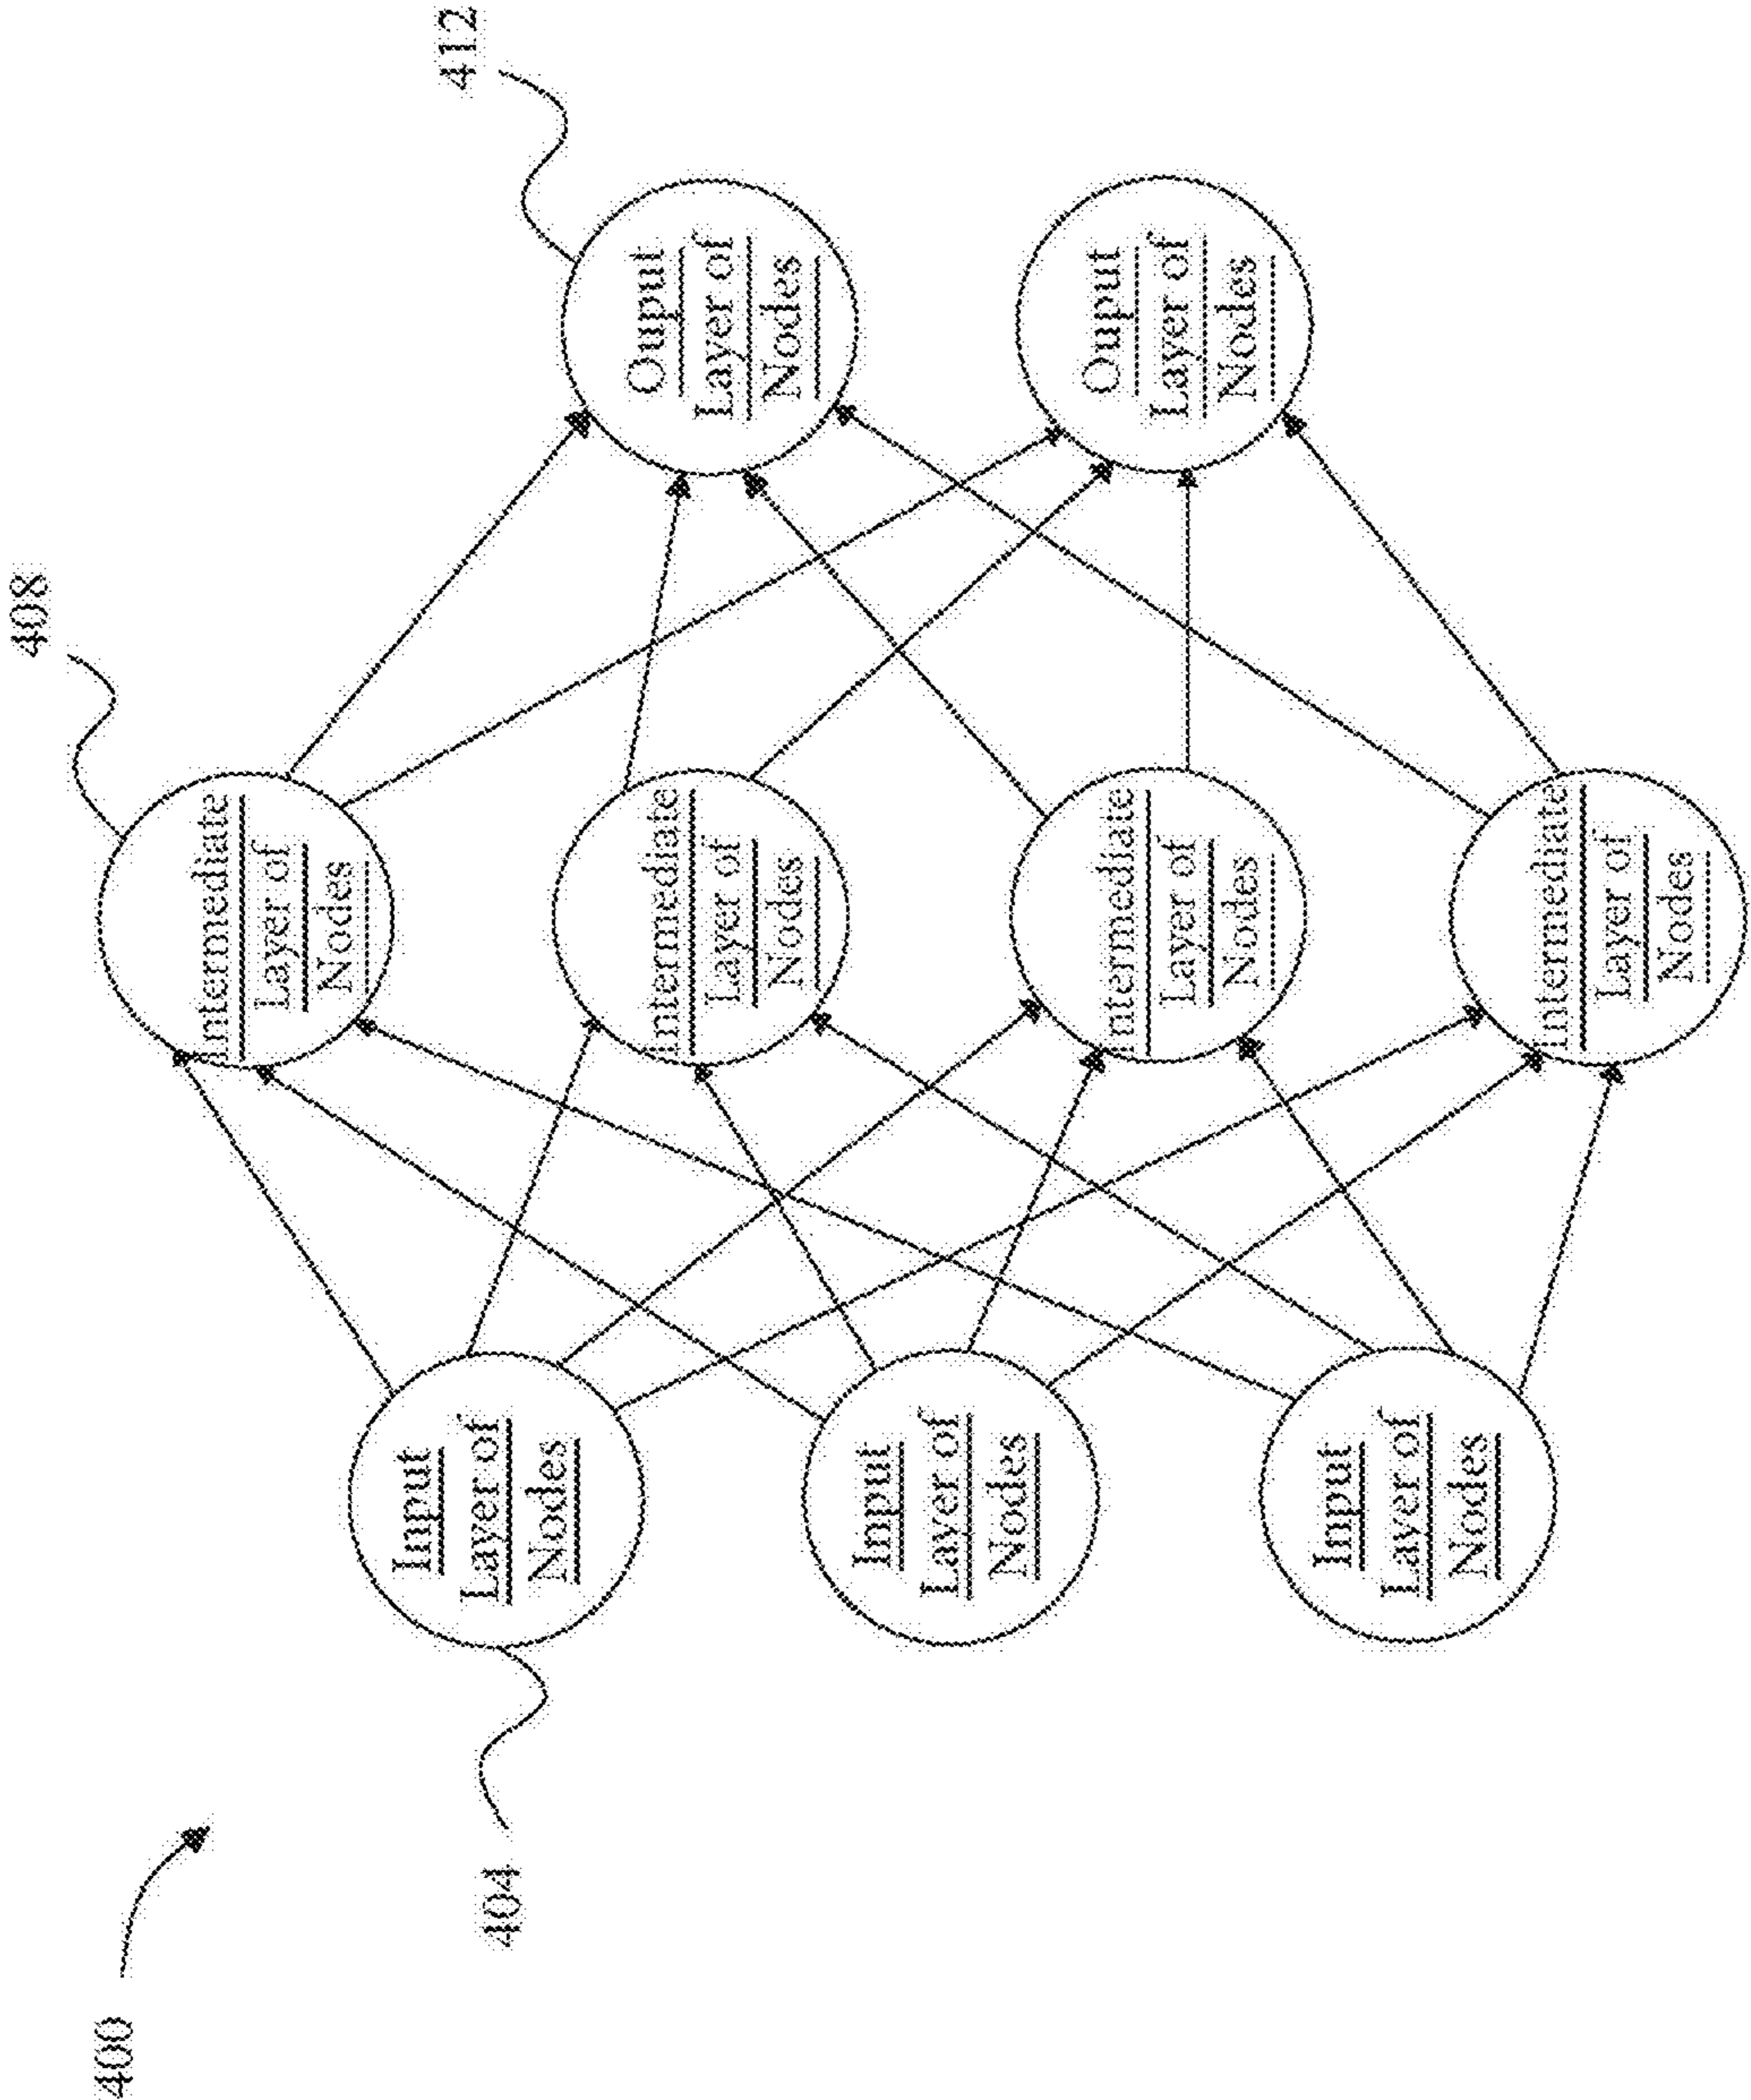 400
404
408
412
Input
Layer of
Nodes
Input
Layer of
Nodes
Input
Layer of
Nodes
Intermediate
Layer of
Nodes
Intermediate
Layer of
Nodes
Intermediate
Layer of
Nodes
Intermediate
Layer of
Nodes
Ouput
Layer of
Nodes
Ouput
Layer of
Nodes